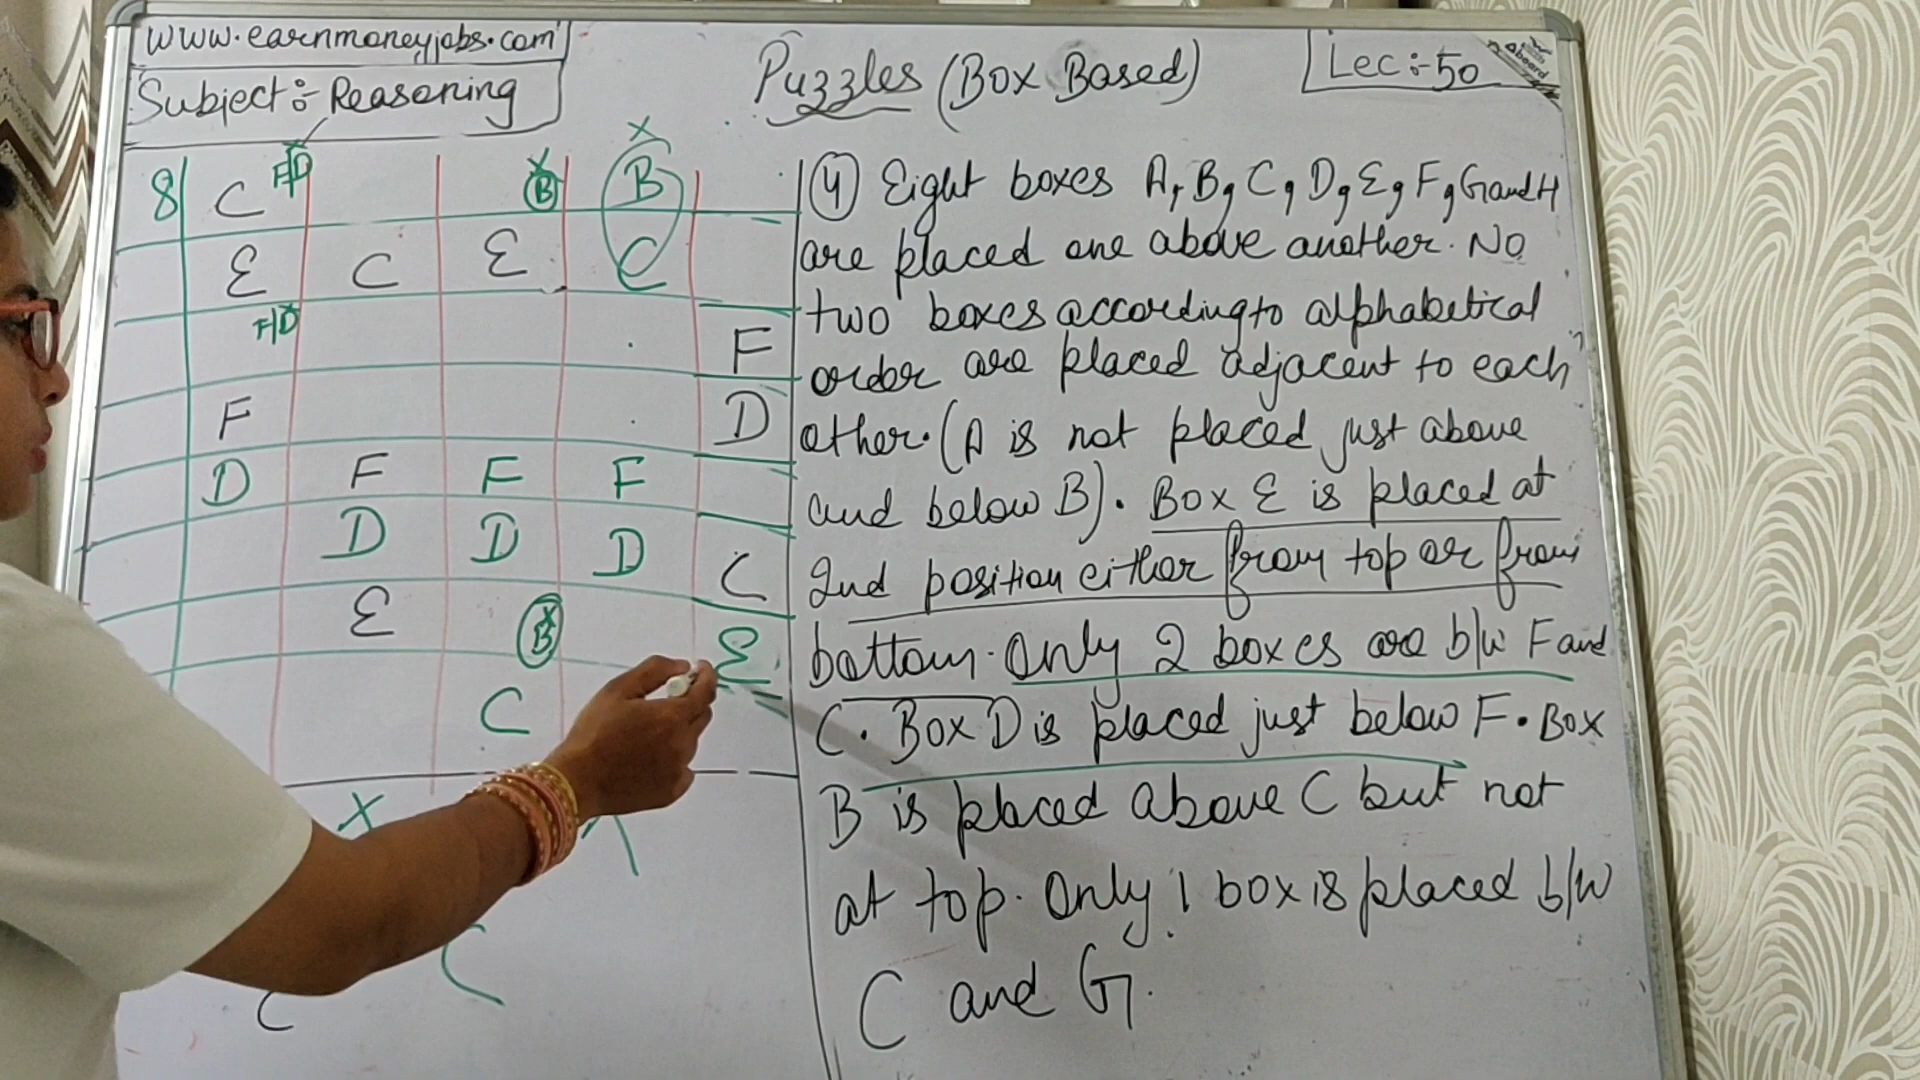 www.earnmoneyjobs.com
Subject:- Reasoning
Puzzles (Box Based)
Lec:-50
Aboard
8 C F/D B B
E C E C
F/D F
F D
D F F F
D D D C
E B E
C
X
C C
(4) Eight boxes A, B, C, D, E, F, G and H
are placed one above another. No
two boxes according to alphabetical
order are placed adjacent to each
other. (A is not placed just above
and below B). Box E is placed at
2nd position either from top or from
bottom. Only 2 boxes are b/w F and
C. Box D is placed just below F. Box
B is placed above C but not
at top. Only 1 box is placed b/w
C and G.